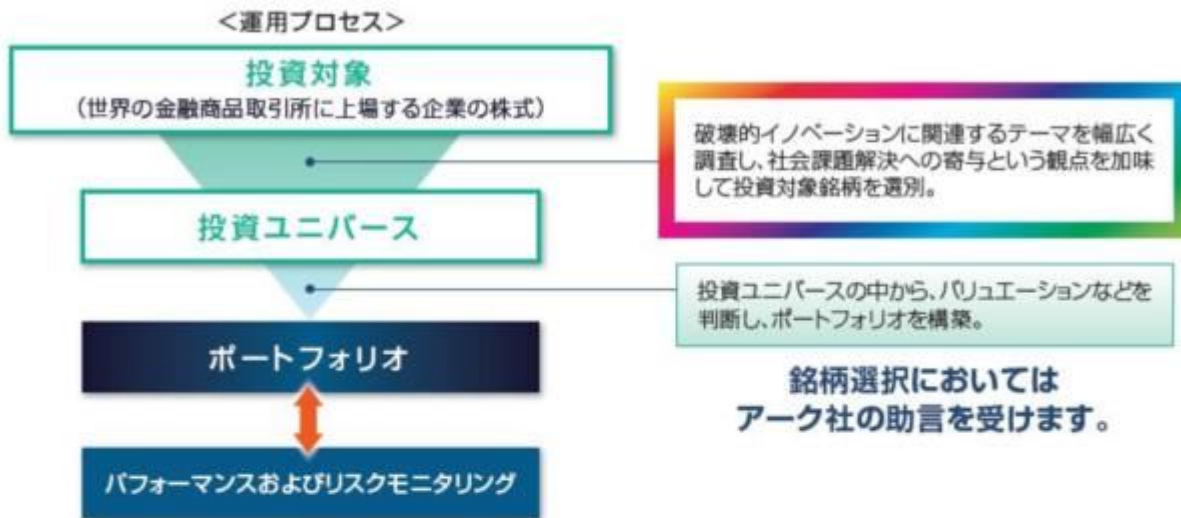 ＜運用プロセス＞
投資対象
（世界の金融商品取引所に上場する企業の株式）
破壊的イノベーションに関連するテーマを幅広く
調査し、社会課題解決への寄与という観点を加味
して投資対象銘柄を選別。
投資ユニバース
投資ユニバースの中から、バリュエーションなどを
判断し、ポートフォリオを構築。
ポートフォリオ
銘柄選択においては
アーク社の助言を受けます。
パフォーマンスおよびリスクモニタリング